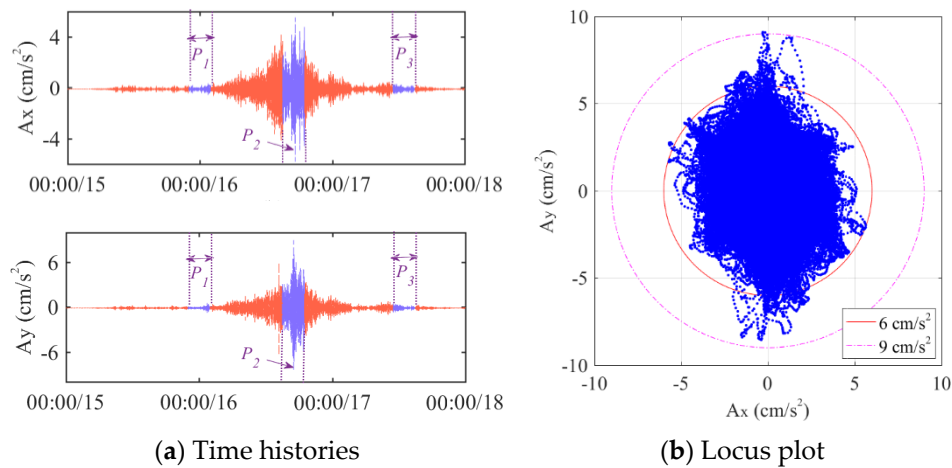 Ax (cm/s²)
4
0
-4
P1
P2
P3
00:00/15 00:00/16 00:00/17 00:00/18
Ay (cm/s²)
6
0
-6
P1
P2
P3
00:00/15 00:00/16 00:00/17 00:00/18
(a) Time histories
Ay (cm/s²)
10
5
0
-5
-10
6 cm/s²
9 cm/s²
-10 -5 0 5 10
Ax (cm/s²)
(b) Locus plot